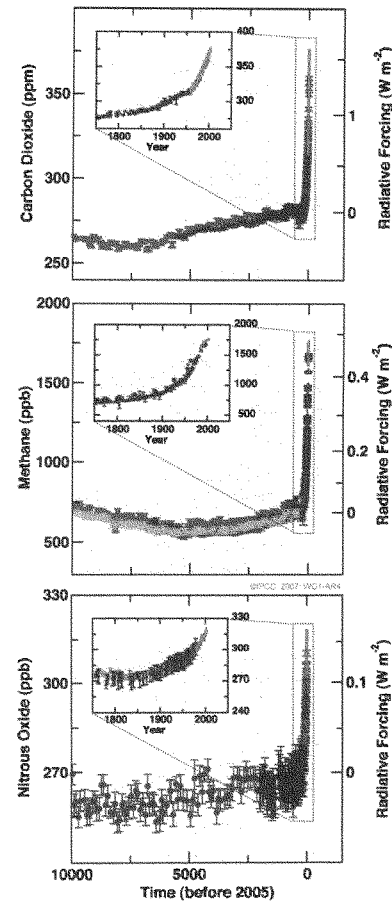 Carbon Dioxide (ppm)
350
300
250
400
300
1800 1900 2000
Year
1
0
Radiative Forcing (W m-2)
Methane (ppb)
2000
1500
1000
500
2000
1500
1000
500
1800 1900 2000
Year
0.4
0.2
0
Radiative Forcing (W m-2)
©IPCC 2007: WG1-AR4
Nitrous Oxide (ppb)
330
300
270
240
330
300
270
240
1800 1900 2000
Year
0.1
0
Radiative Forcing (W m-2)
10000 5000 0
Time (before 2005)